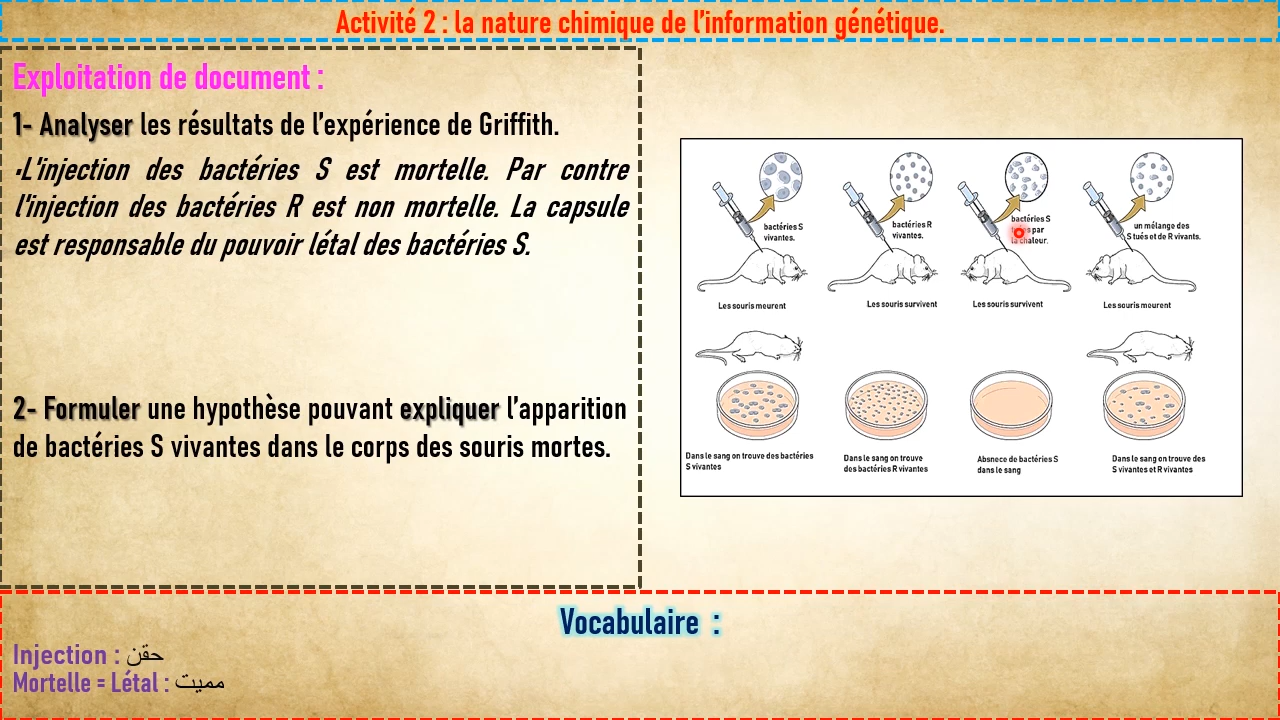 Activité 2 : la nature chimique de l'information génétique.
Exploitation de document :
1- Analyser les résultats de l'expérience de Griffith.
·L'injection des bactéries S est mortelle. Par contre
l'injection des bactéries R est non mortelle. La capsule
est responsable du pouvoir létal des bactéries S.
2- Formuler une hypothèse pouvant expliquer l'apparition
de bactéries S vivantes dans le corps des souris mortes.
bactéries S
vivantes.
bactéries R
vivantes.
bactéries S
par
la chaleur.
un mélange des
S tués et de R vivants.
Les souris meurent
Les souris survivent
Les souris survivent
Les souris meurent
Dans le sang on trouve des bactéries
S vivantes
Dans le sang on trouve
des bactéries R vivantes
Absnece de bactéries S
dans le sang
Dans le sang on trouve des
S vivantes et R vivantes
Vocabulaire :
Injection : حقن
Mortelle = Létal : مميت